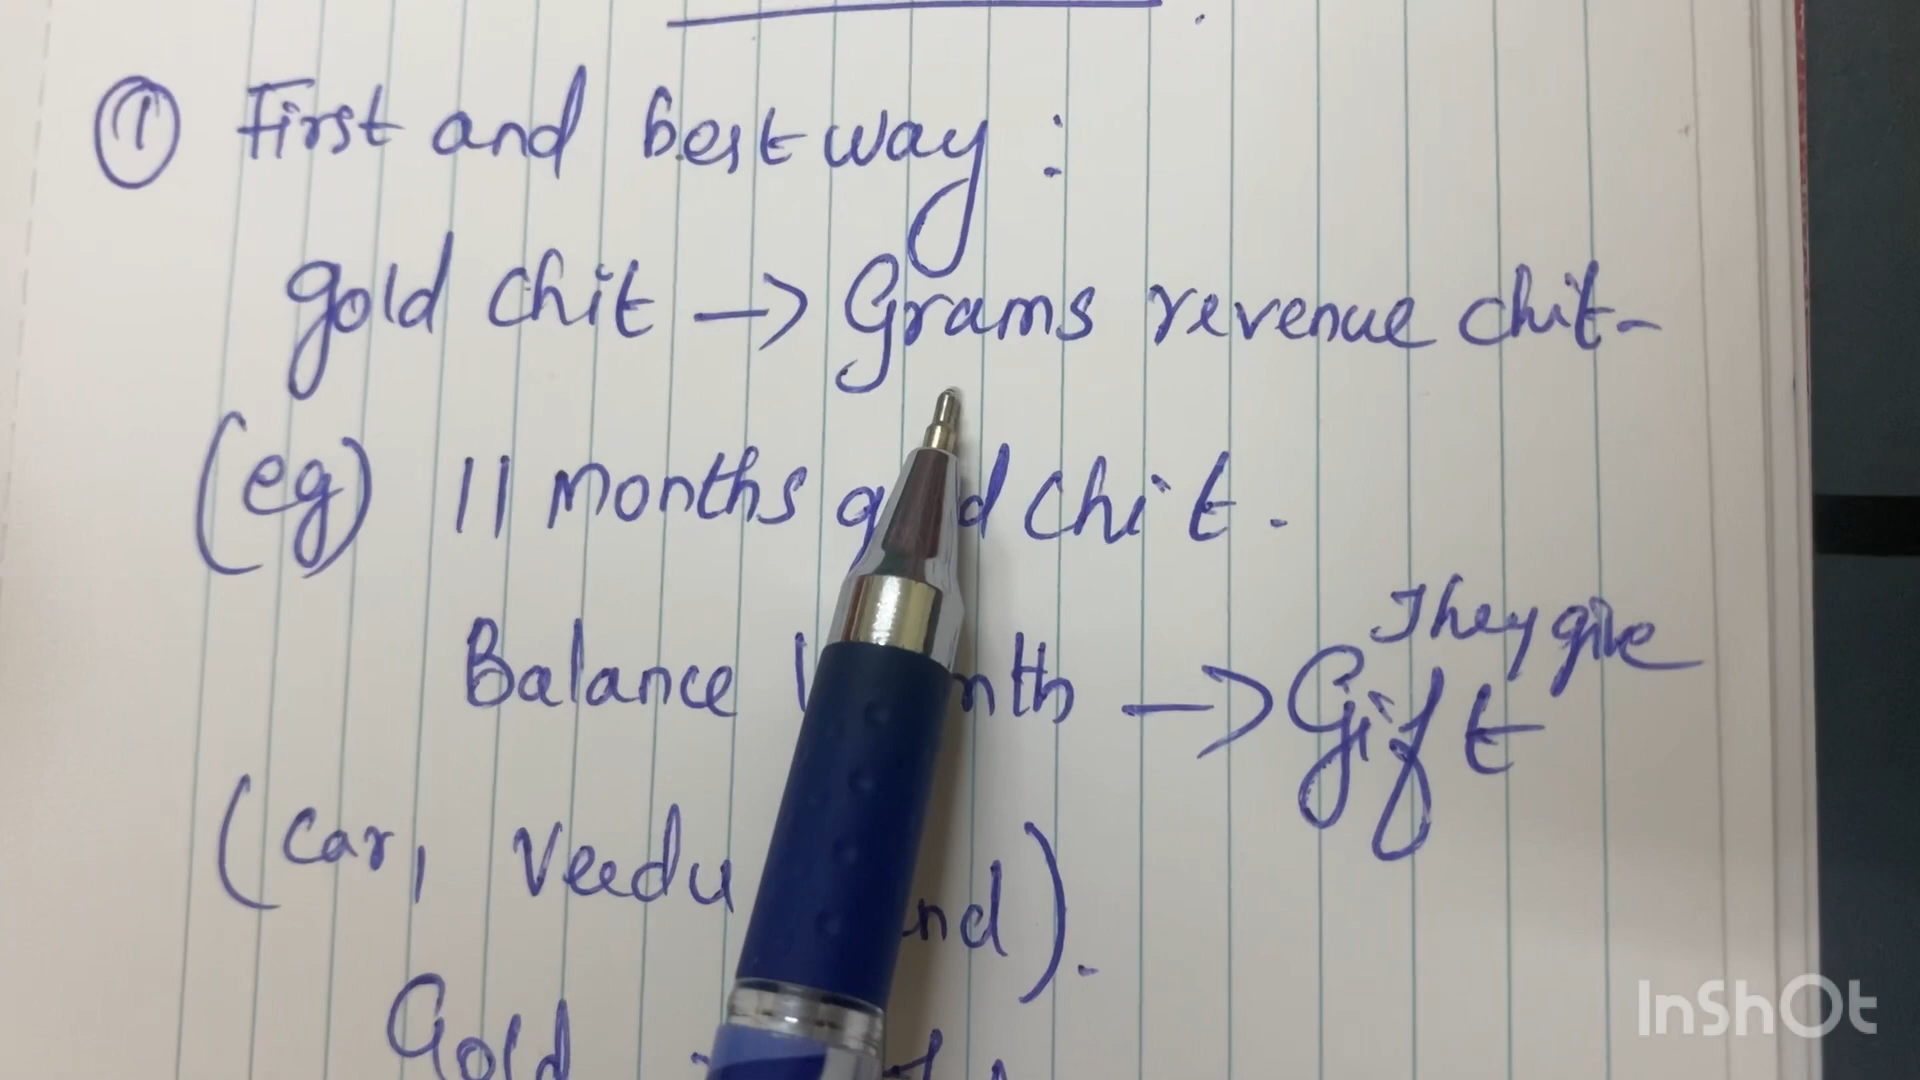 ① First and best way :
gold chit → Grams revenue chit-
(eg) 11 months chit.
They give
Balance → Gift
(car, Veedu
Gold
InShOt